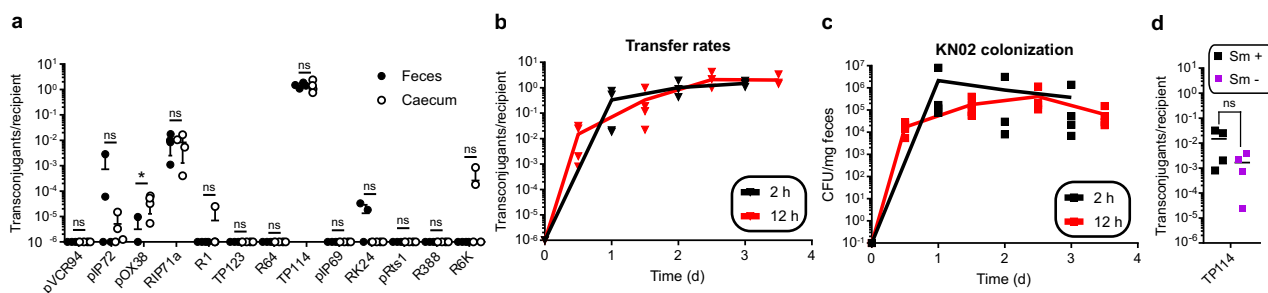 a
Transconjugants/recipient
10¹
10⁰
10⁻¹
10⁻²
10⁻³
10⁻⁴
10⁻⁵
10⁻⁶
ns
ns
*
ns
ns
ns
ns
ns
ns
ns
ns
ns
ns
Feces
Caecum
pVCR94
pIP72
pOX38
RIP71a
R1
TP123
R64
TP114
pIP69
RK24
pRts1
R388
R6K
b
Transfer rates
Transconjugants/recipient
10¹
10⁰
10⁻¹
10⁻²
10⁻³
10⁻⁴
10⁻⁵
10⁻⁶
2 h
12 h
0 1 2 3 4
Time (d)
c
KN02 colonization
CFU/mg feces
10⁸
10⁷
10⁶
10⁵
10⁴
10³
10²
10¹
10⁰
10⁻¹
2 h
12 h
0 1 2 3 4
Time (d)
d
Sm +
Sm -
Transconjugants/recipient
10¹
10⁰
10⁻¹
10⁻²
10⁻³
10⁻⁴
10⁻⁵
10⁻⁶
ns
TP114